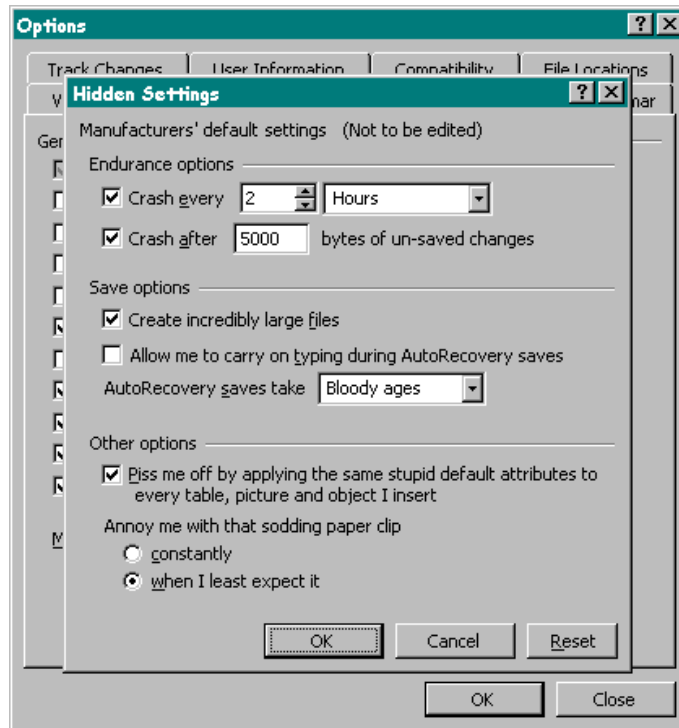 Options
Track Changes User Information Compatibility File Locations
Hidden Settings
Manufacturers' default settings (Not to be edited)
Endurance options
Crash every 2 Hours
Crash after 5000 bytes of un-saved changes
Save options
Create incredibly large files
Allow me to carry on typing during AutoRecovery saves
AutoRecovery saves take Bloody ages
Other options
Piss me off by applying the same stupid default attributes to
every table, picture and object I insert
Annoy me with that sodding paper clip
constantly
when I least expect it
OK Cancel Reset
OK Close